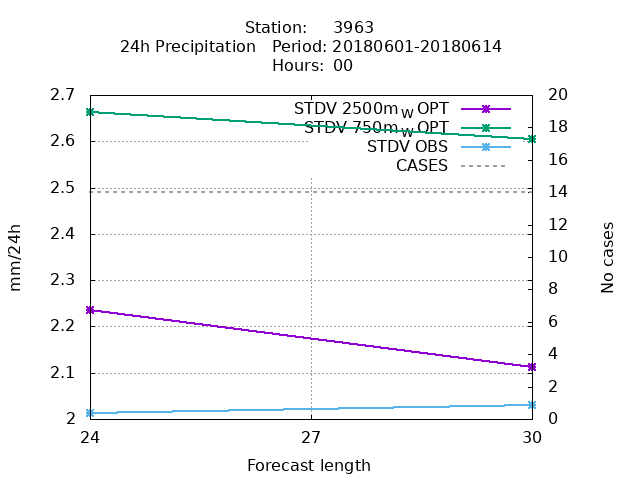 Station: 3963
24h Precipitation Period: 20180601-20180614
Hours: 00
2.7
2.6
2.5
2.4
2.3
2.2
2.1
2
20
18
16
14
12
10
8
6
4
2
0
STDV 2500m W OPT
STDV 750m W OPT
STDV OBS
CASES
mm/24h
No cases
24
27
30
Forecast length